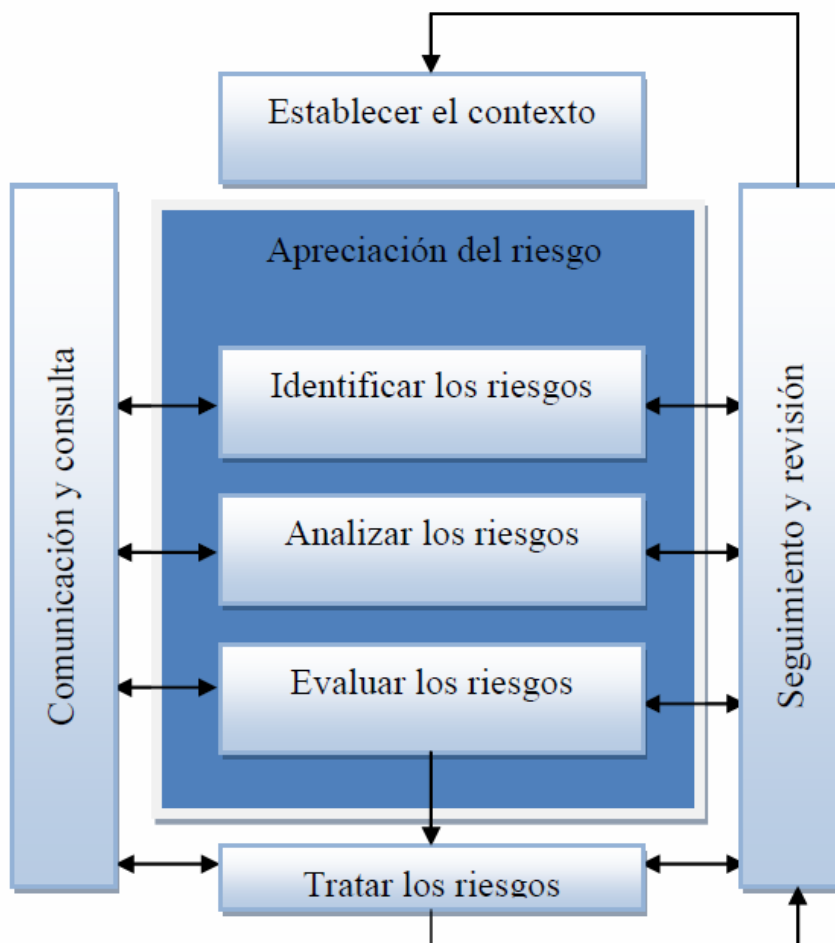 Establecer el contexto
Apreciación del riesgo
Identificar los riesgos
Analizar los riesgos
Evaluar los riesgos
Tratar los riesgos
Comunicación y consulta
Seguimiento y revisión